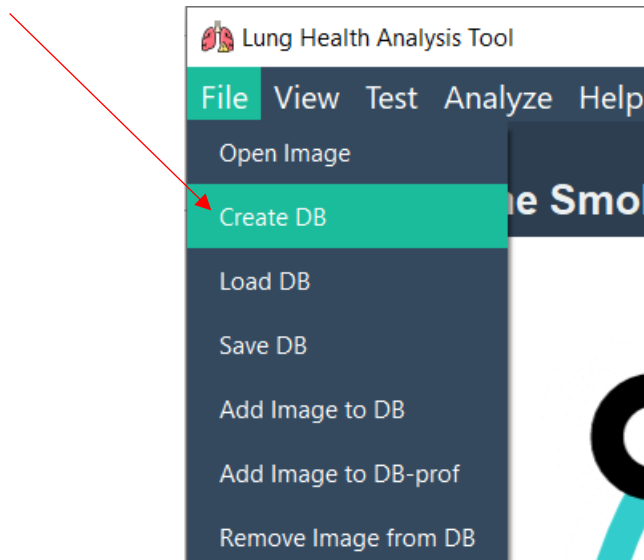 Lung Health Analysis Tool
File View Test Analyze Help
Open Image
Create DB
Load DB
Save DB
Add Image to DB
Add Image to DB-prof
Remove Image from DB